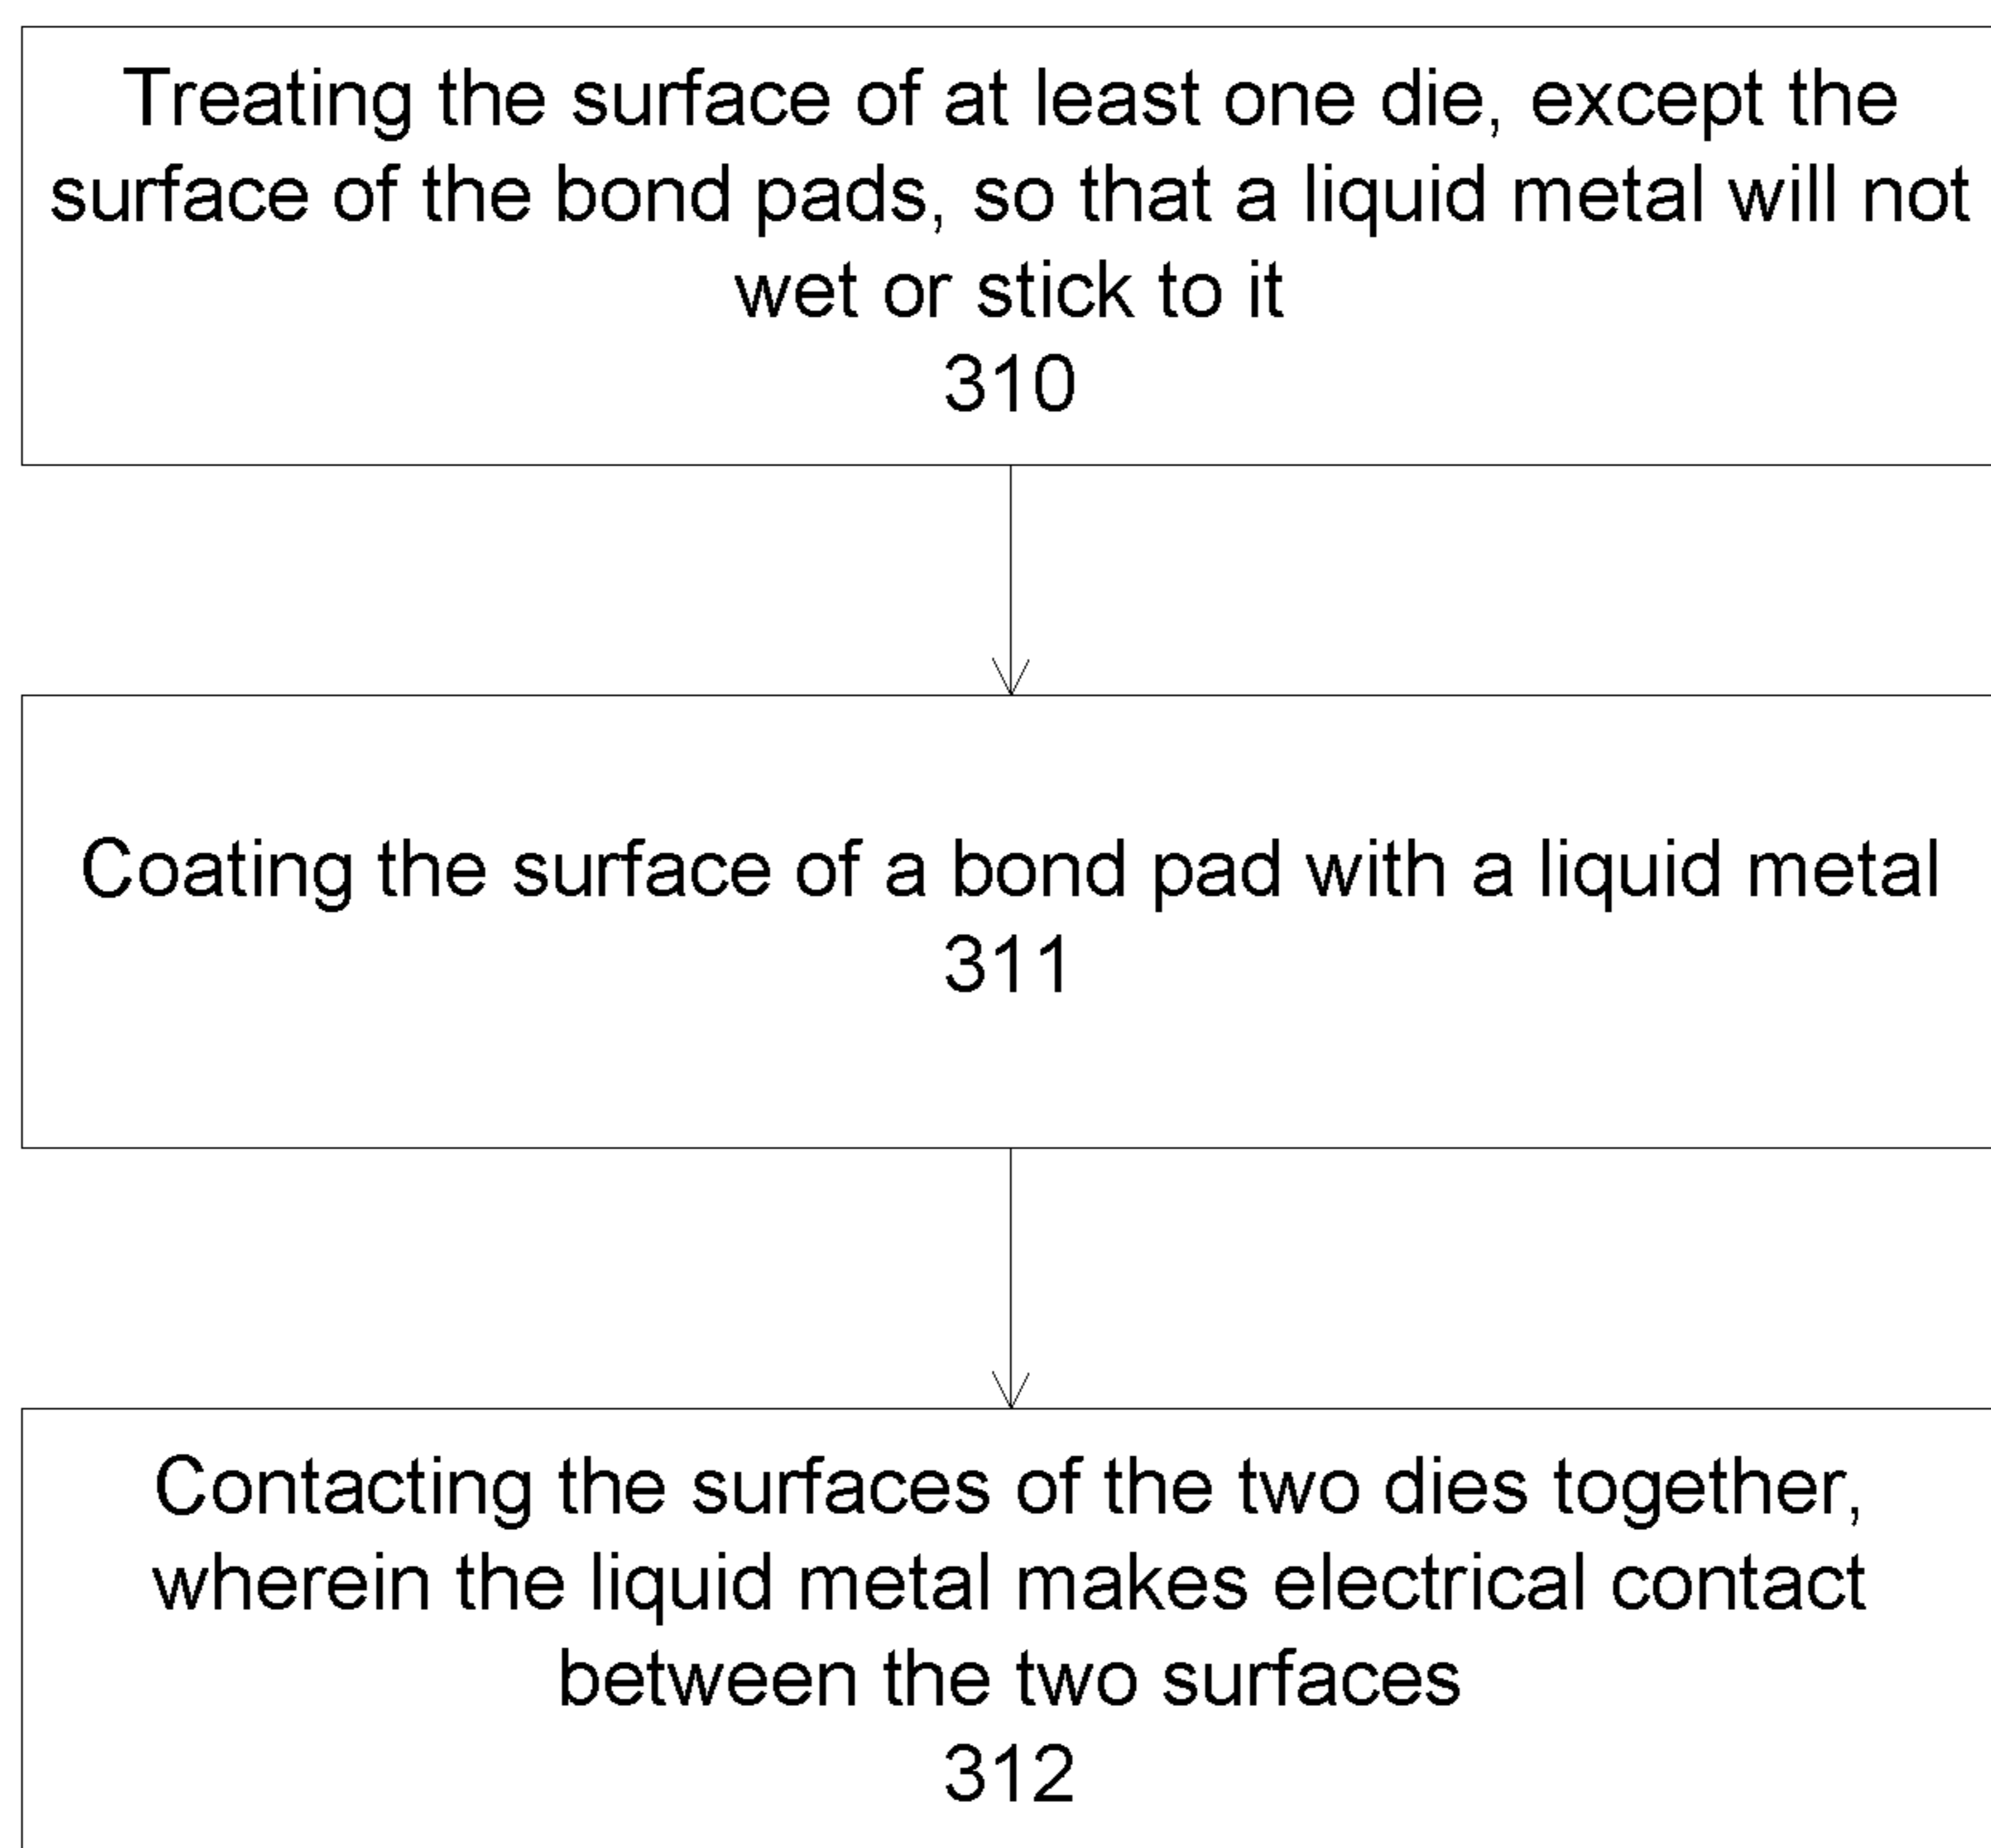 Treating the surface of at least one die, except the
surface of the bond pads, so that a liquid metal will not
wet or stick to it
310
Coating the surface of a bond pad with a liquid metal
311
Contacting the surfaces of the two dies together,
wherein the liquid metal makes electrical contact
between the two surfaces
312